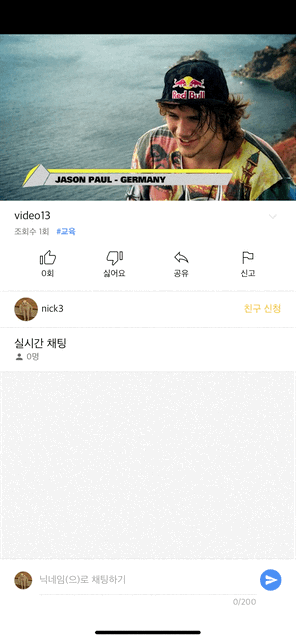 Red Bull
JASON PAUL - GERMANY
video13
조회수 1회 #교육
0회 싫어요 공유 신고
nick3 친구 신청
실시간 채팅
0명
닉네임(으)로 채팅하기
0/200